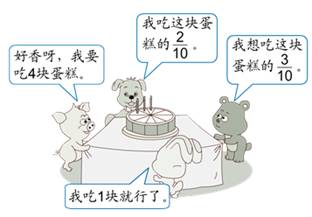 好香呀，我要
吃4块蛋糕。
我吃这块蛋
糕的2/10。
我想吃这块
蛋糕的3/10。
我吃1块就行了。